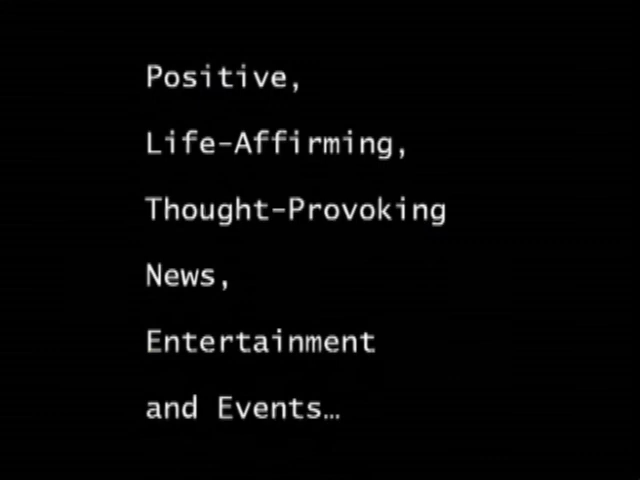 Positive,
Life-Affirming,
Thought-Provoking
News,
Entertainment
and Events…